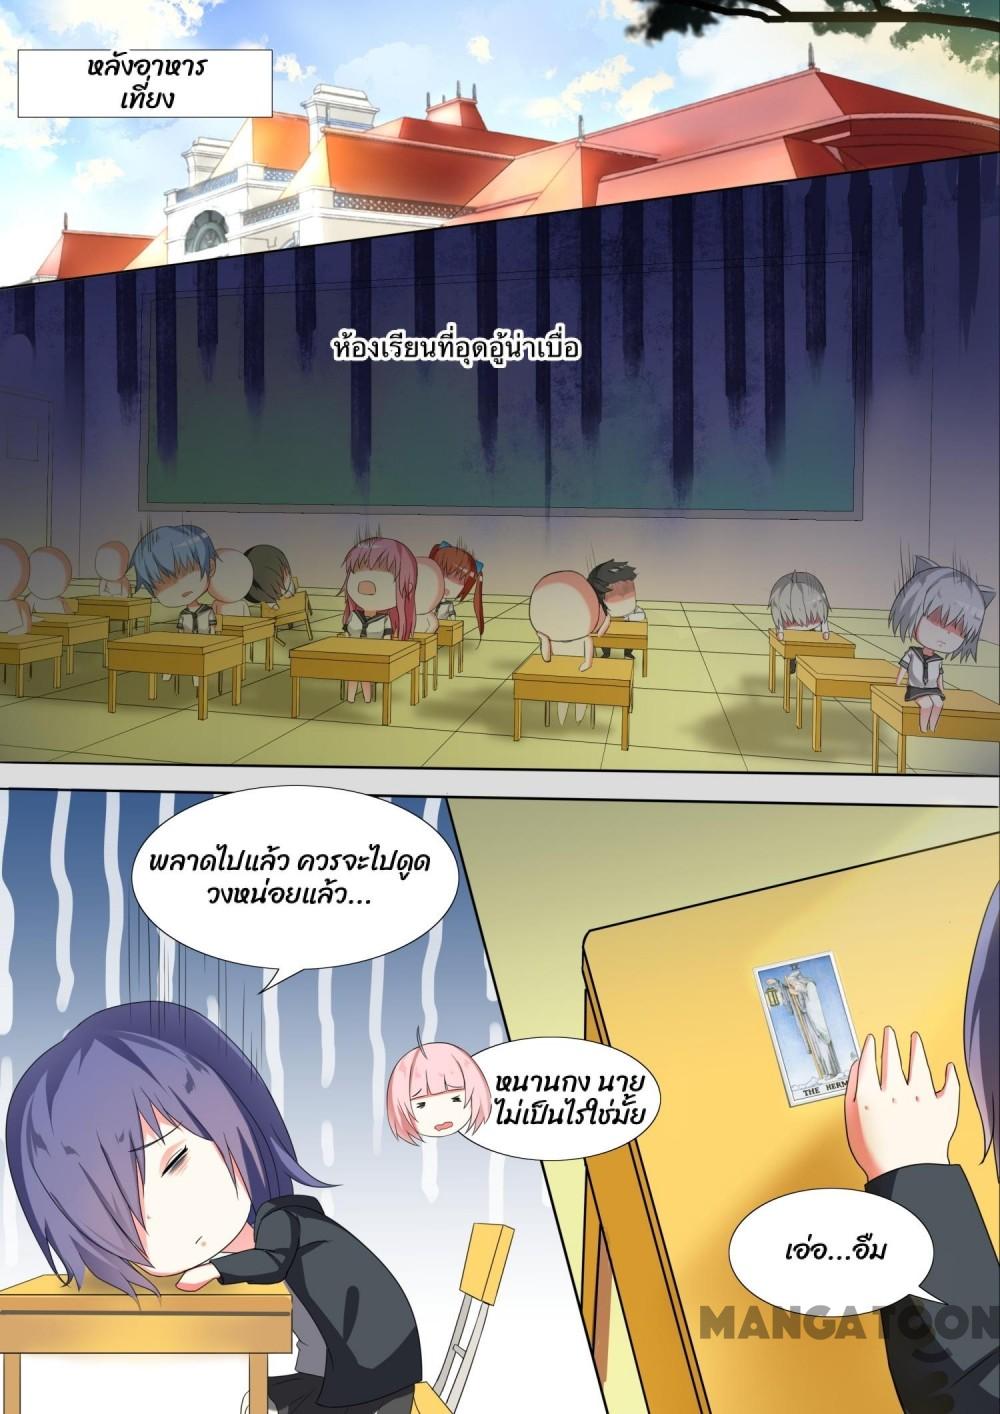 หลังอาหาร
เที่ยง
ห้องเรียนที่อุดอู้น่าเบื่อ
พลาดไปแล้ว ควรจะไปดูด
วงหน่อยแล้ว...
หนานกง นาย
ไม่เป็นไรใช่มั้ย
THE HERM
เอ่อ...อืม
MANGATOON